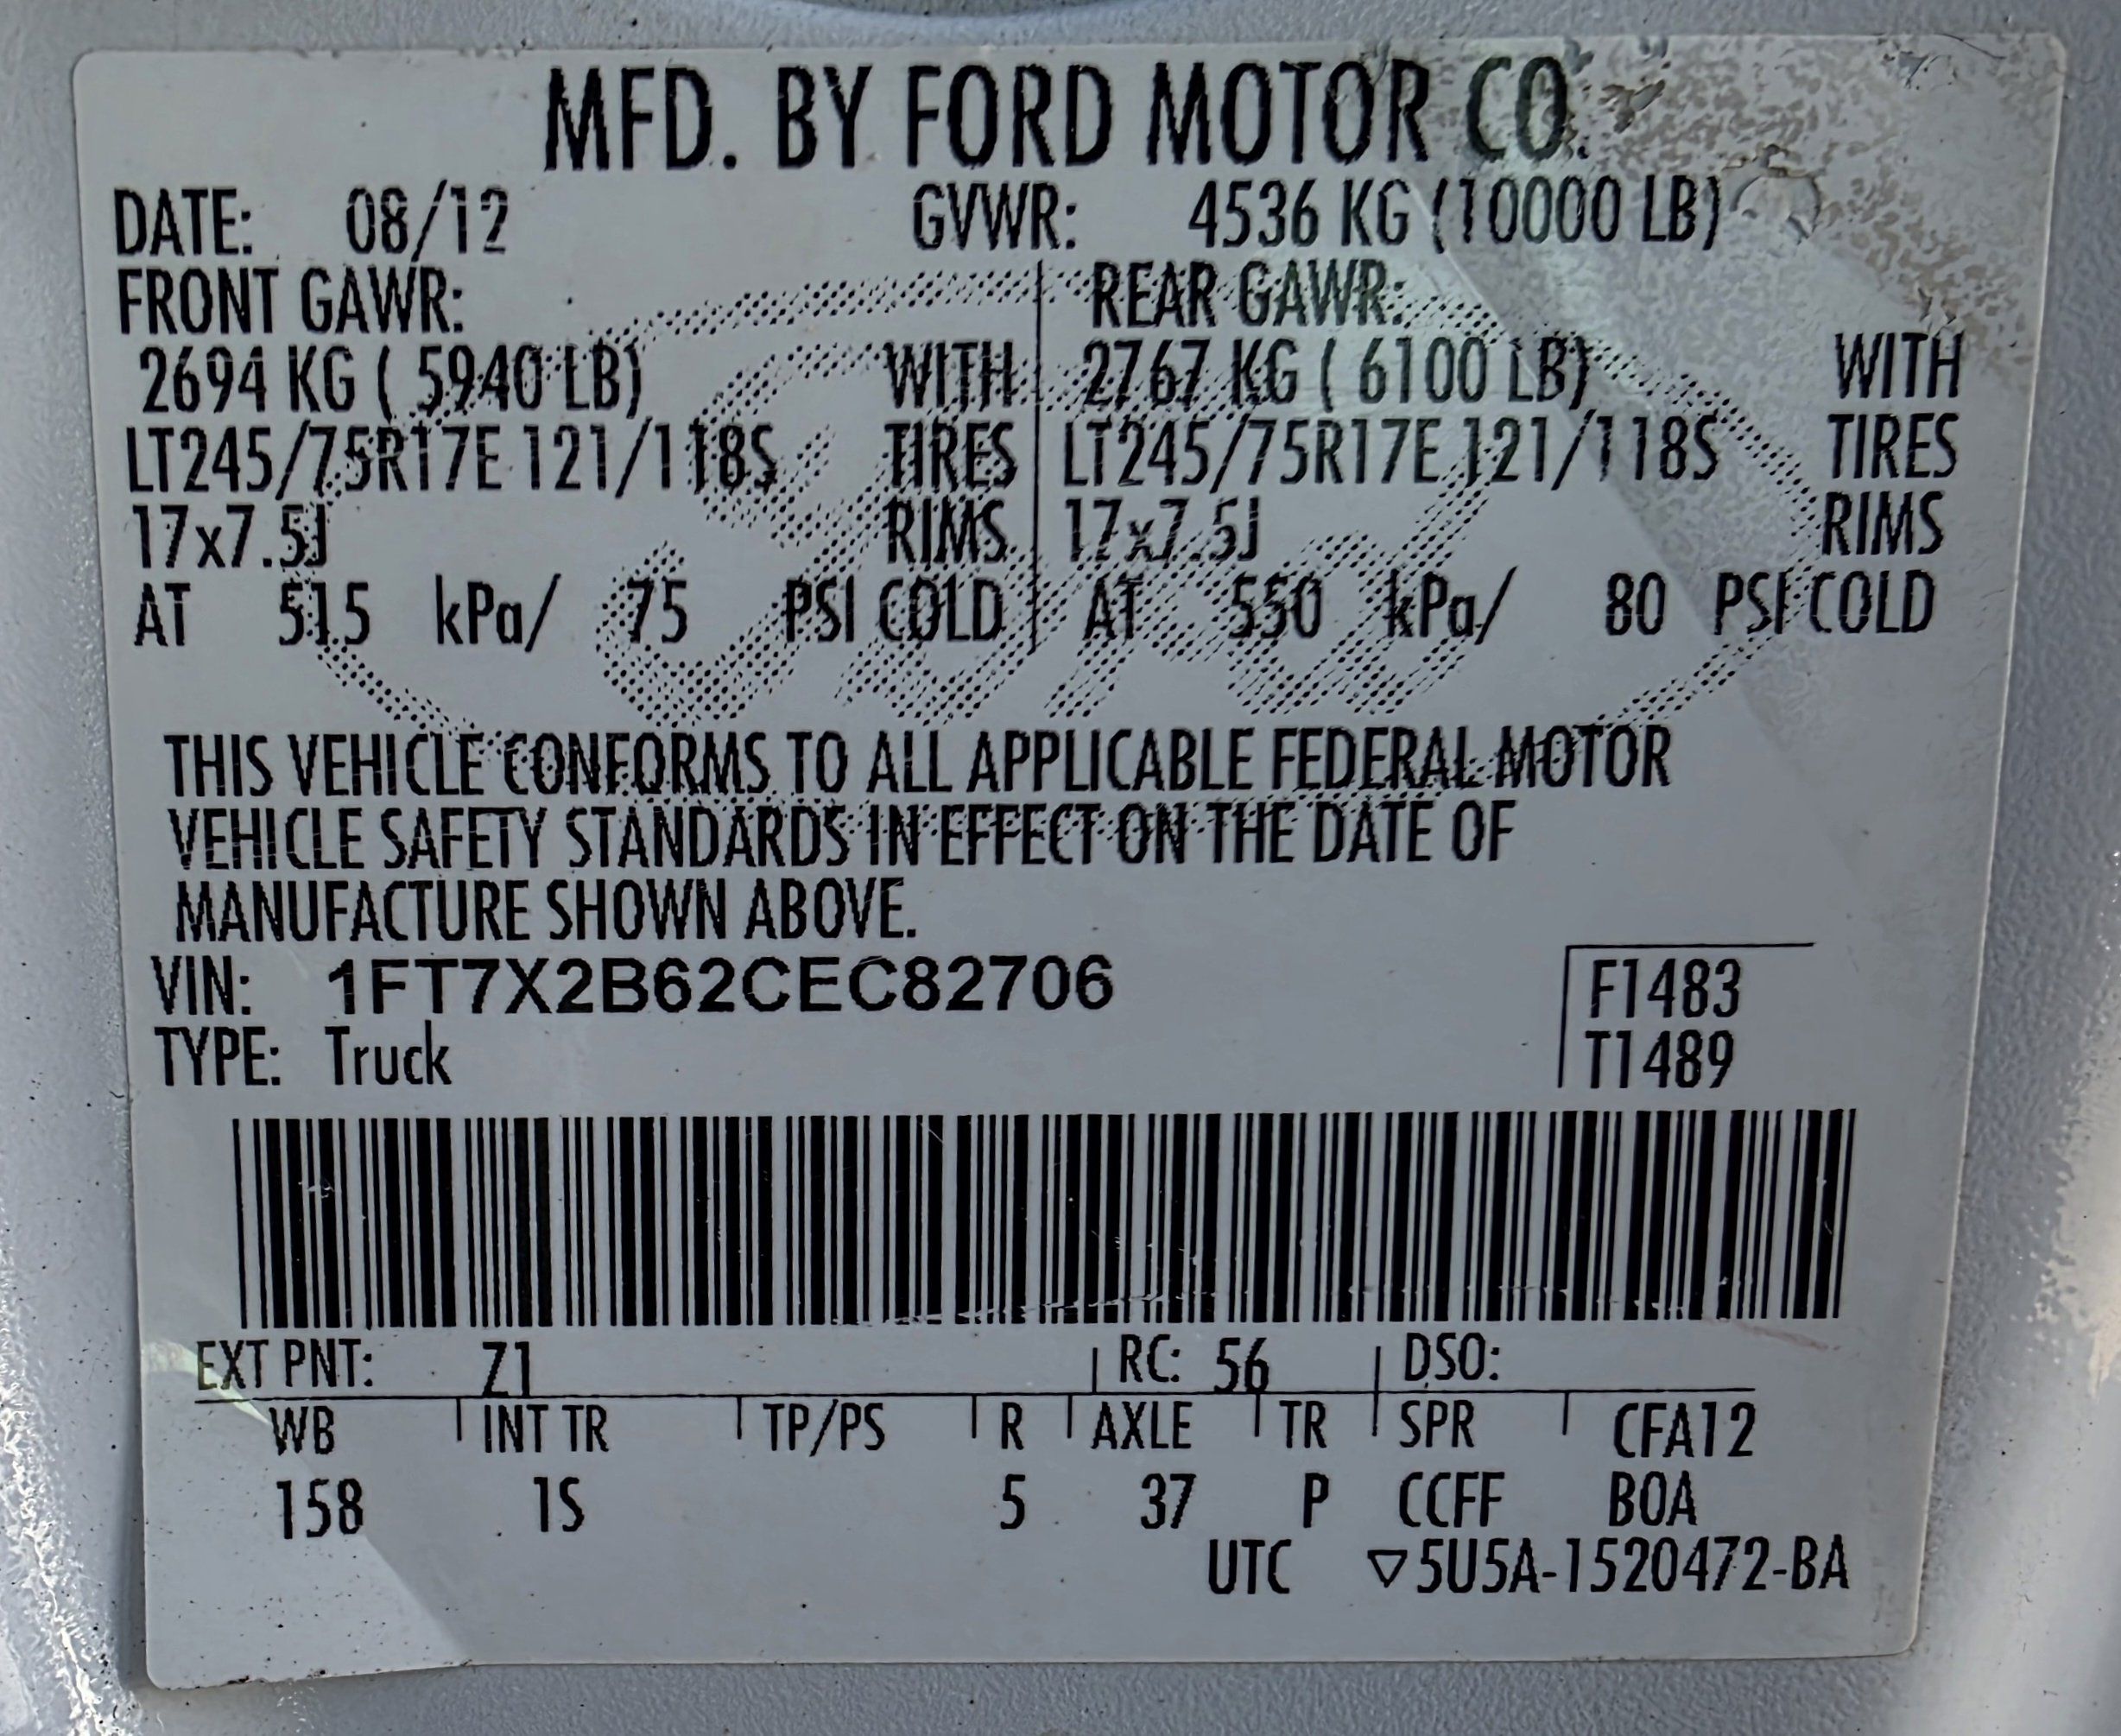 MFD. BY FORD MOTOR CO.
DATE: 08/12 GVWR: 4536 KG (10000 LB)
FRONT GAWR: REAR GAWR:
2694 KG ( 5940 LB) WITH 2767 KG ( 6100 LB) WITH
LT245/75R17E 121/118S TIRES LT245/75R17E 121/118S TIRES
17x7.5J RIMS 17x7.5J RIMS
AT 515 kPa/ 75 PSI COLD AT 550 kPa/ 80 PSI COLD
Ford
THIS VEHICLE CONFORMS TO ALL APPLICABLE FEDERAL MOTOR
VEHICLE SAFETY STANDARDS IN EFFECT ON THE DATE OF
MANUFACTURE SHOWN ABOVE.
VIN: 1FT7X2B62CEC82706 F1483
TYPE: Truck T1489
EXT PNT: Z1 RC: 56 DSO:
WB INT TR TP/PS R AXLE TR SPR CFA12
158 1S 5 37 P CCFF BOA
UTC ▽5U5A-1520472-BA